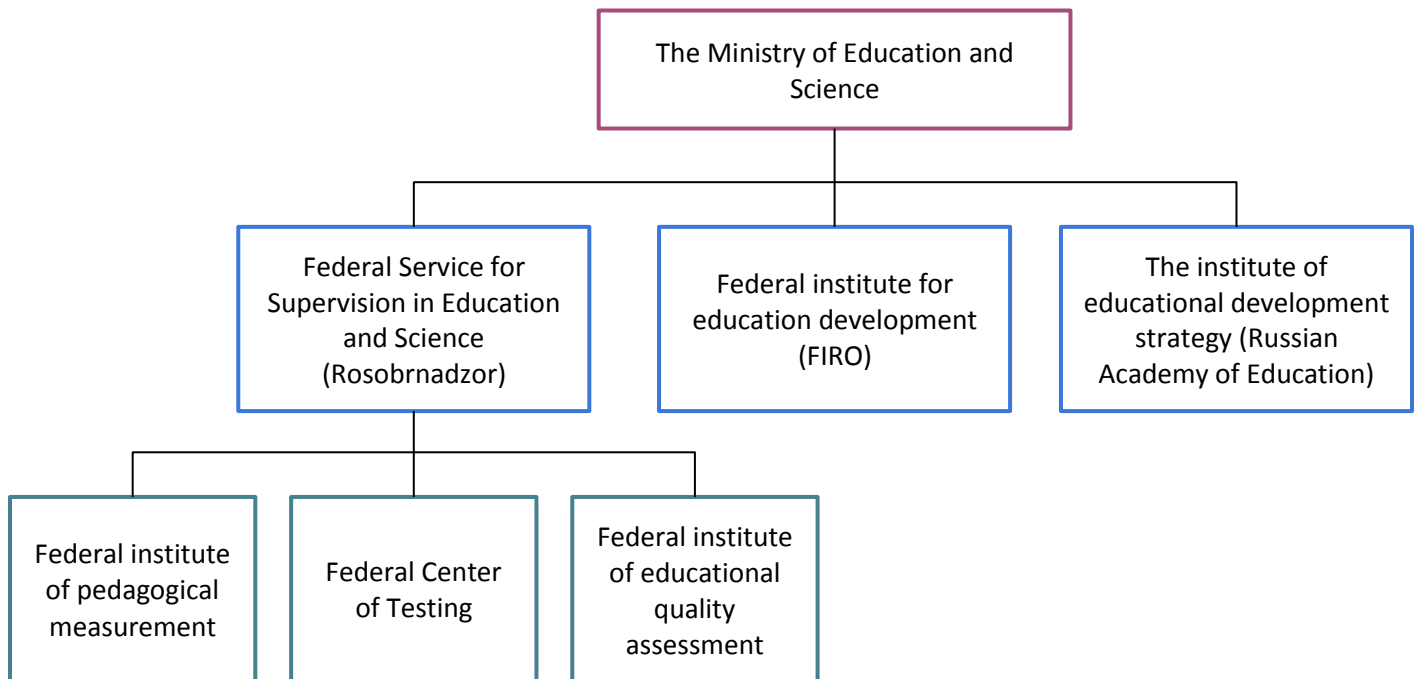 The Ministry of Education and
Science
Federal Service for
Supervision in Education
and Science
(Rosobrnadzor)
Federal institute for
education development
(FIRO)
The institute of
educational development
strategy (Russian
Academy of Education)
Federal institute
of pedagogical
measurement
Federal Center
of Testing
Federal institute
of educational
quality
assessment